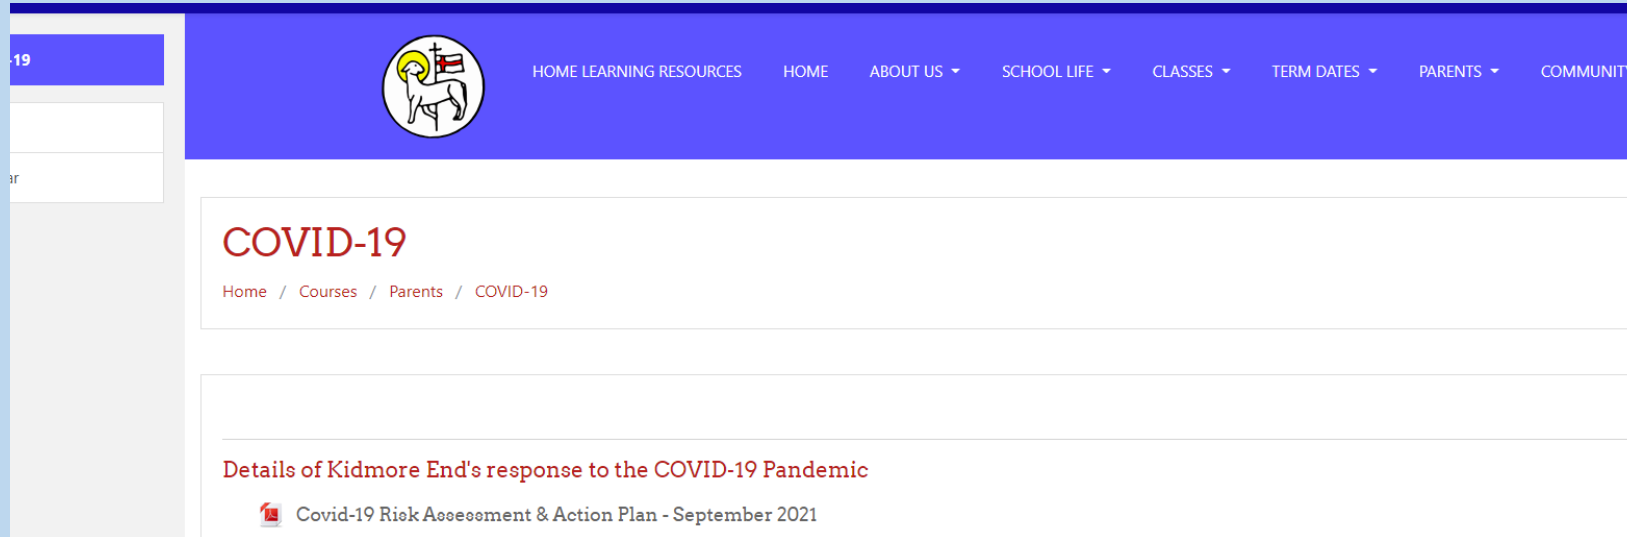 -19
ar
HOME LEARNING RESOURCES HOME ABOUT US SCHOOL LIFE CLASSES TERM DATES PARENTS COMMUNITY
COVID-19
Home / Courses / Parents / COVID-19
Details of Kidmore End's response to the COVID-19 Pandemic
Covid-19 Risk Assessment & Action Plan - September 2021